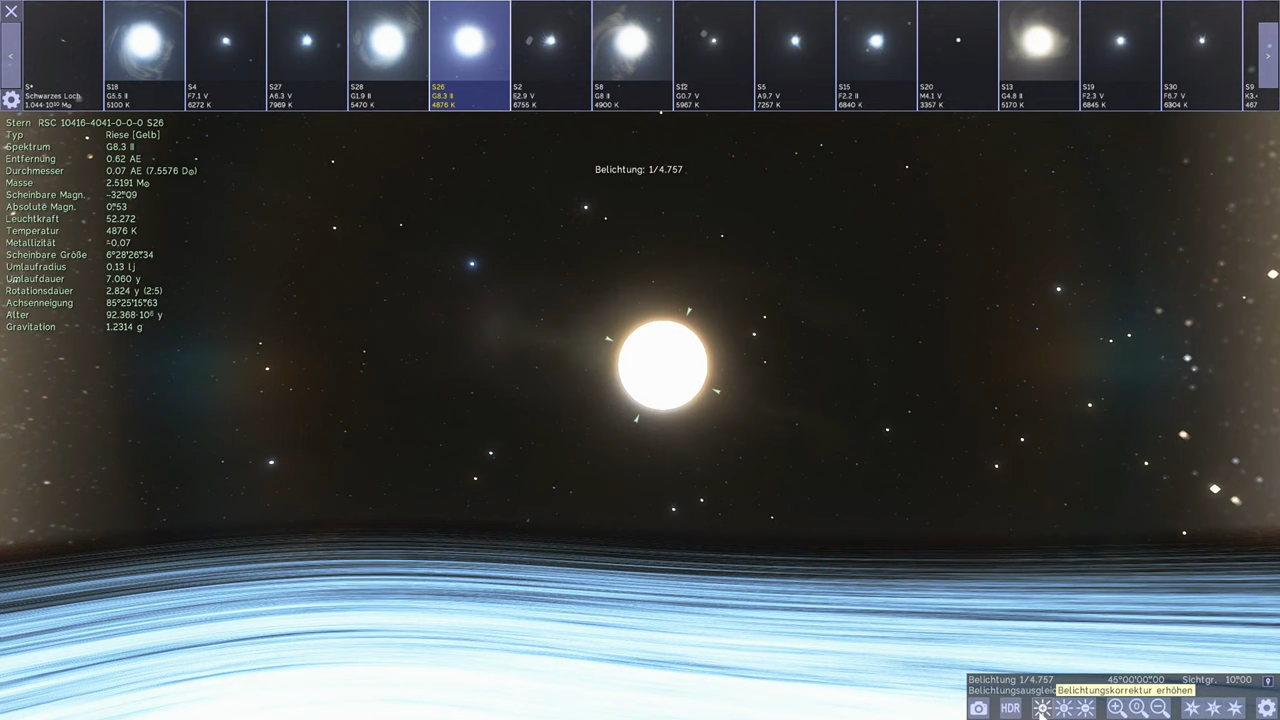 S*
Schwarzes Loch
S18
G5.5 II
5100 K
S4
F7.1 V
6272 K
S27
A6.3 V
7969 K
S28
G1.9 II
5470 K
S26
G8.3 II
4876 K
S2
E2.9 V
6755 K
S8
G8 II
4900 K
S12
G0.7 V
5967 K
S5
A9.7 V
7257 K
S15
F2.2 II
6840 K
S20
M4.1 V
3357 K
S13
G4.8 II
5170 K
S19
F2.3 V
6845 K
S30
F6.7 V
6304 K
S9
K3.
467
Stern RSC 10416-4041-0-0-0 S26
Typ Riese [Gelb]
Spektrum G8.3 II
Entfernung 0.62 AE
Durchmesser 0.07 AE (7.5576 D⊙)
Masse 2.5191 M⊙
Scheinbare Magn. -32m09
Absolute Magn. 0m53
Leuchtkraft 52.272
Temperatur 4876 K
Metallizität -0.07
Scheinbare Größe 6°28'26"34
Umlaufradius 0.13 lj
Umlaufdauer 7.060 y
Rotationsdauer 2.824 y (2:5)
Achsenneigung 85°25'15"63
Alter 92.368·10⁶ y
Gravitation 1.2314 g
Belichtung: 1/4.757
Belichtung 1/4.757 45°00'00"00 Sichtgr. 10m00
Belichtungsausgleic Belichtungskorrektur erhöhen
HDR